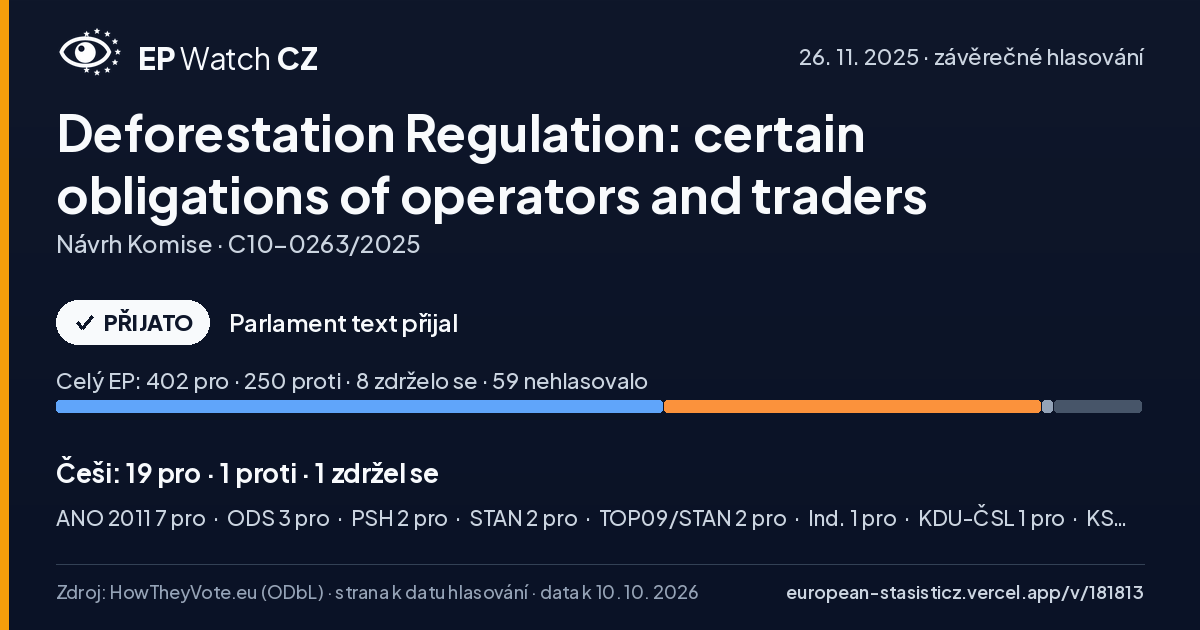 EP Watch CZ
26. 11. 2025 · závěrečné hlasování
Deforestation Regulation: certain
obligations of operators and traders
Návrh Komise · C10-0263/2025
✓ PŘIJATO
Parlament text přijal
Celý EP: 402 pro · 250 proti · 8 zdrželo se · 59 nehlasovalo
Češi: 19 pro · 1 proti · 1 zdržel se
ANO 2011 7 pro · ODS 3 pro · PSH 2 pro · STAN 2 pro · TOP09/STAN 2 pro · Ind. 1 pro · KDU-ČSL 1 pro · KS…
Zdroj: HowTheyVote.eu (ODbL) · strana k datu hlasování · data k 10. 10. 2026
european-stasisticz.vercel.app/v/181813